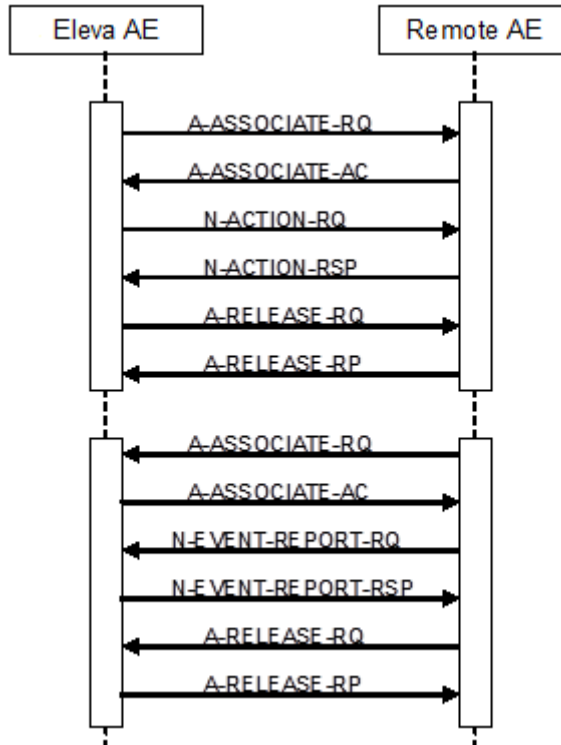 Eleva AE
Remote AE
A-ASSOCIATE-RQ
A-ASSOCIATE-AC
N-ACTION-RQ
N-ACTION-RSP
A-RELEASE-RQ
A-RELEASE-RP
A-ASSOCIATE-RQ
A-ASSOCIATE-AC
N-EVENT-REPORT-RQ
N-EVENT-REPORT-RSP
A-RELEASE-RQ
A-RELEASE-RP